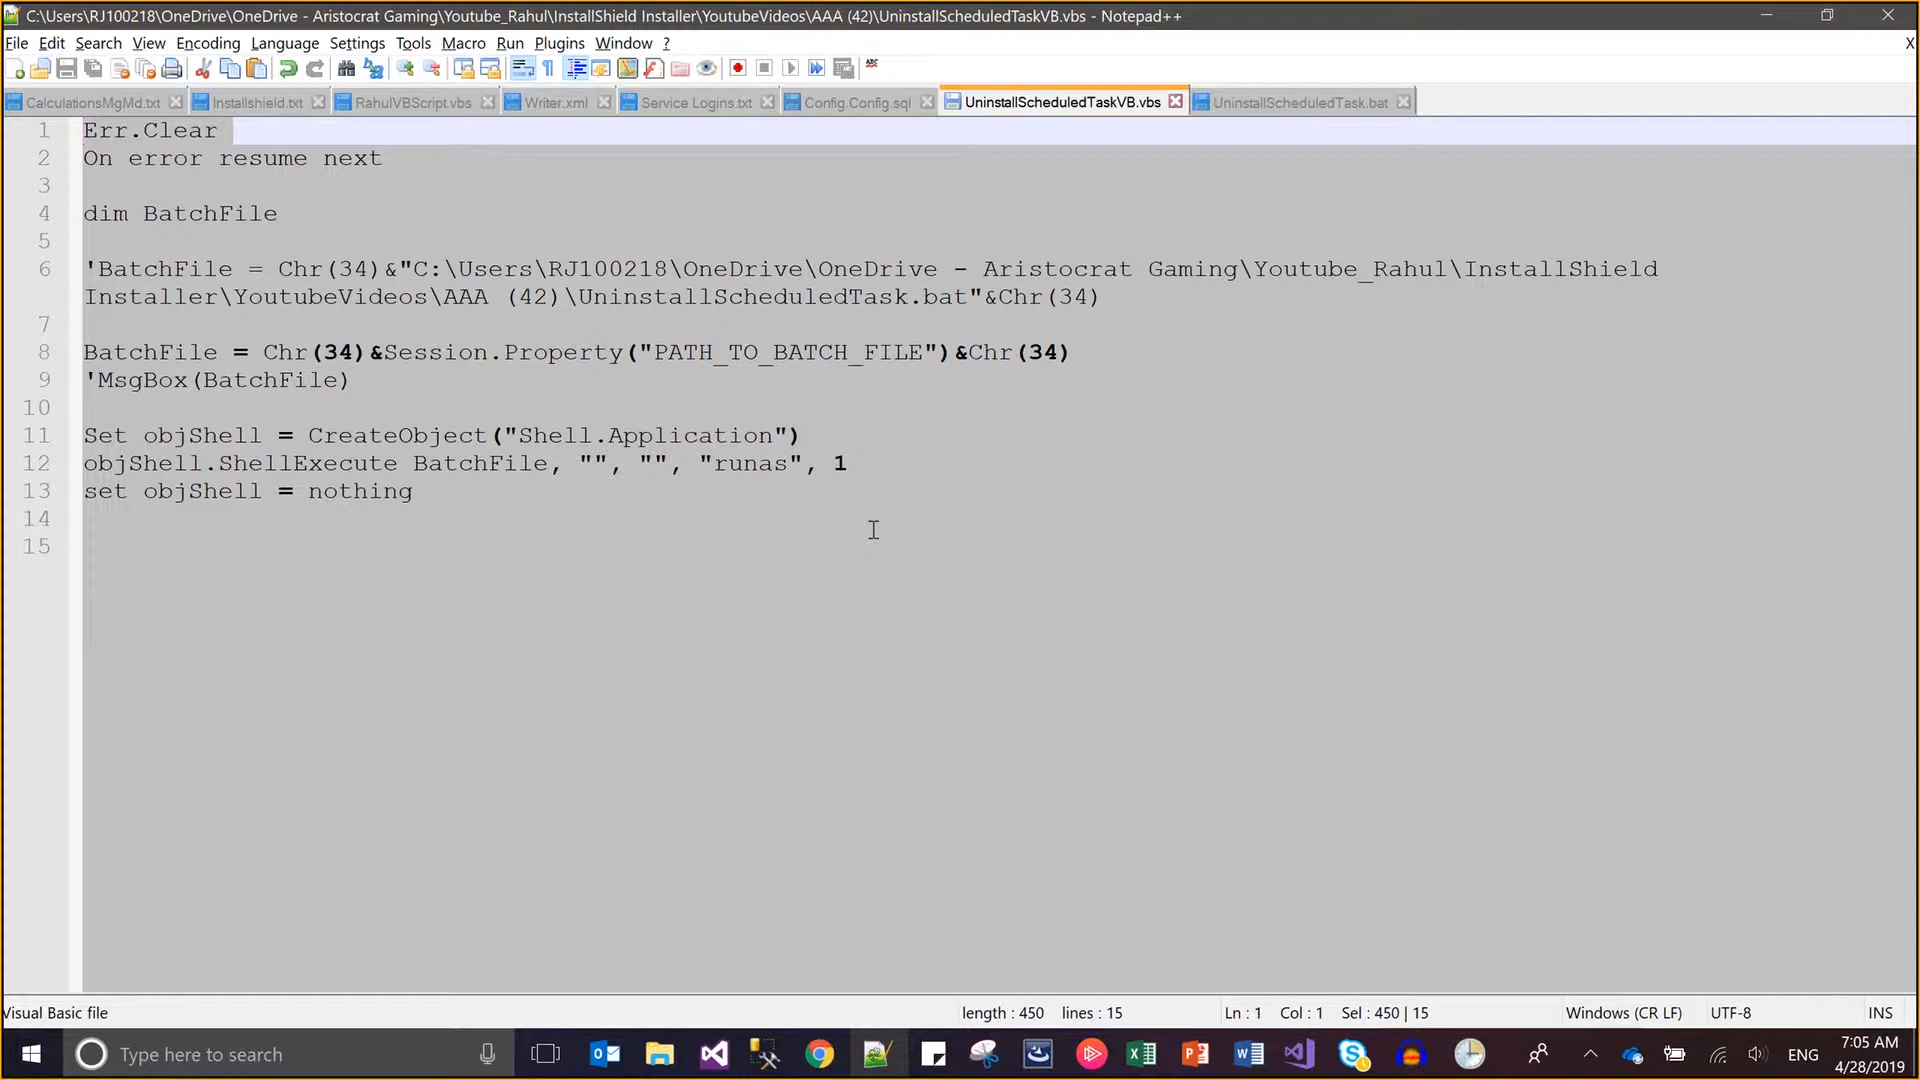 C:\Users\RJ100218\OneDrive\OneDrive - Aristocrat Gaming\Youtube_Rahul\InstallShield Installer\YoutubeVideos\AAA (42)\UninstallScheduledTaskVB.vbs - Notepad++
File Edit Search View Encoding Language Settings Tools Macro Run Plugins Window ? X
CalculationsMgMd.txt Installshield.txt RahulVBScript.vbs Writer.xml Service Logins.txt Config.Config.sql UninstallScheduledTaskVB.vbs UninstallScheduledTask.bat
1 Err.Clear
2 On error resume next
3
4 dim BatchFile
5
6 'BatchFile = Chr(34)&"C:\Users\RJ100218\OneDrive\OneDrive - Aristocrat Gaming\Youtube_Rahul\InstallShield
Installer\YoutubeVideos\AAA (42)\UninstallScheduledTask.bat"&Chr(34)
7
8 BatchFile = Chr(34)&Session.Property("PATH_TO_BATCH_FILE")&Chr(34)
9 'MsgBox(BatchFile)
10
11 Set objShell = CreateObject("Shell.Application")
12 objShell.ShellExecute BatchFile, "", "", "runas", 1
13 set objShell = nothing
14
15
Visual Basic file length : 450 lines : 15 Ln : 1 Col : 1 Sel : 450 | 15 Windows (CR LF) UTF-8 INS
Type here to search
ENG
7:05 AM
4/28/2019